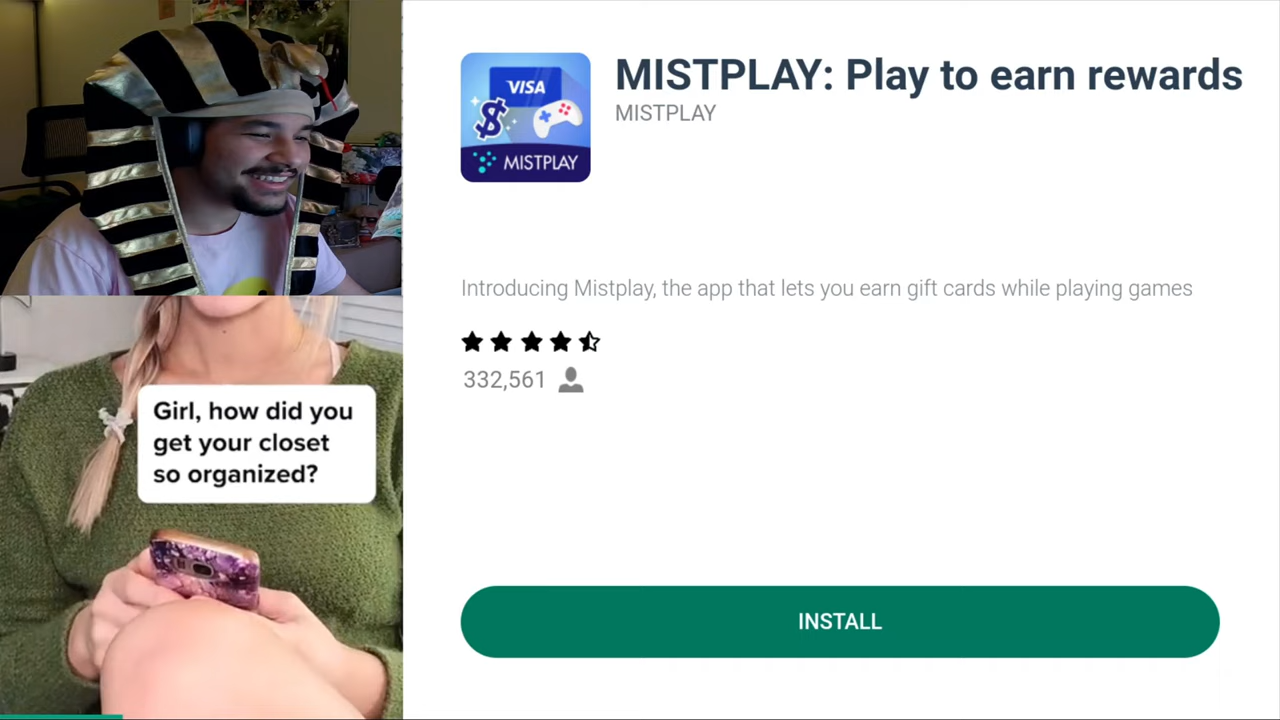 VISA
$
MISTPLAY
MISTPLAY: Play to earn rewards
MISTPLAY
Introducing Mistplay, the app that lets you earn gift cards while playing games
332,561
Girl, how did you
get your closet
so organized?
INSTALL